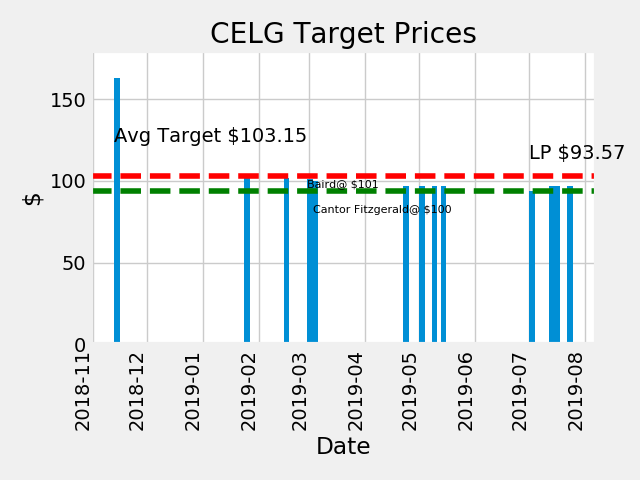 CELG Target Prices
150
Avg Target $103.15
LP $93.57
100
Baird@ $101
Cantor Fitzgerald@ $100
50
0
$
2018-11
2018-12
2019-01
2019-02
2019-03
2019-04
2019-05
2019-06
2019-07
2019-08
Date